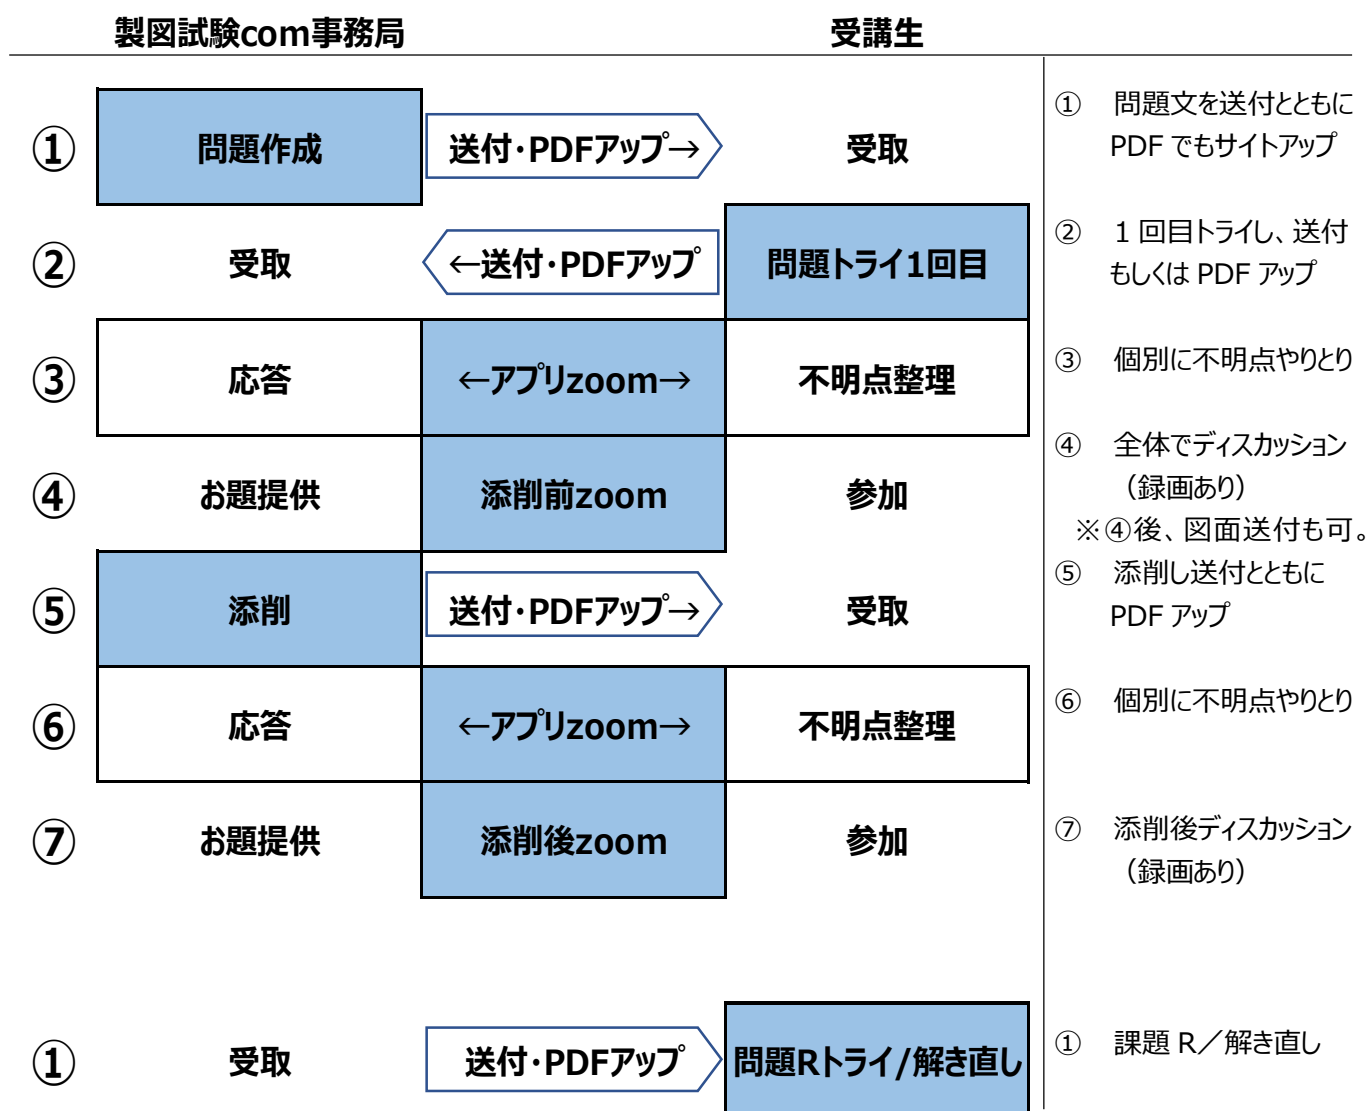 製図試験com事務局 受講生
① 問題作成 送付・PDFアップ→ 受取
① 問題文を送付とともに
PDF でもサイトアップ
② 受取 ←送付・PDFアップ 問題トライ1回目
② 1 回目トライし、送付
もしくは PDF アップ
③ 応答 ←アプリzoom→ 不明点整理
③ 個別に不明点やりとり
④ お題提供 添削前zoom 参加
④ 全体でディスカッション
（録画あり）
※④後、図面送付も可。
⑤ 添削 送付・PDFアップ→ 受取
⑤ 添削し送付とともに
PDF アップ
⑥ 応答 ←アプリzoom→ 不明点整理
⑥ 個別に不明点やりとり
⑦ お題提供 添削後zoom 参加
⑦ 添削後ディスカッション
（録画あり）
① 受取 送付・PDFアップ 問題Rトライ/解き直し
① 課題 R／解き直し